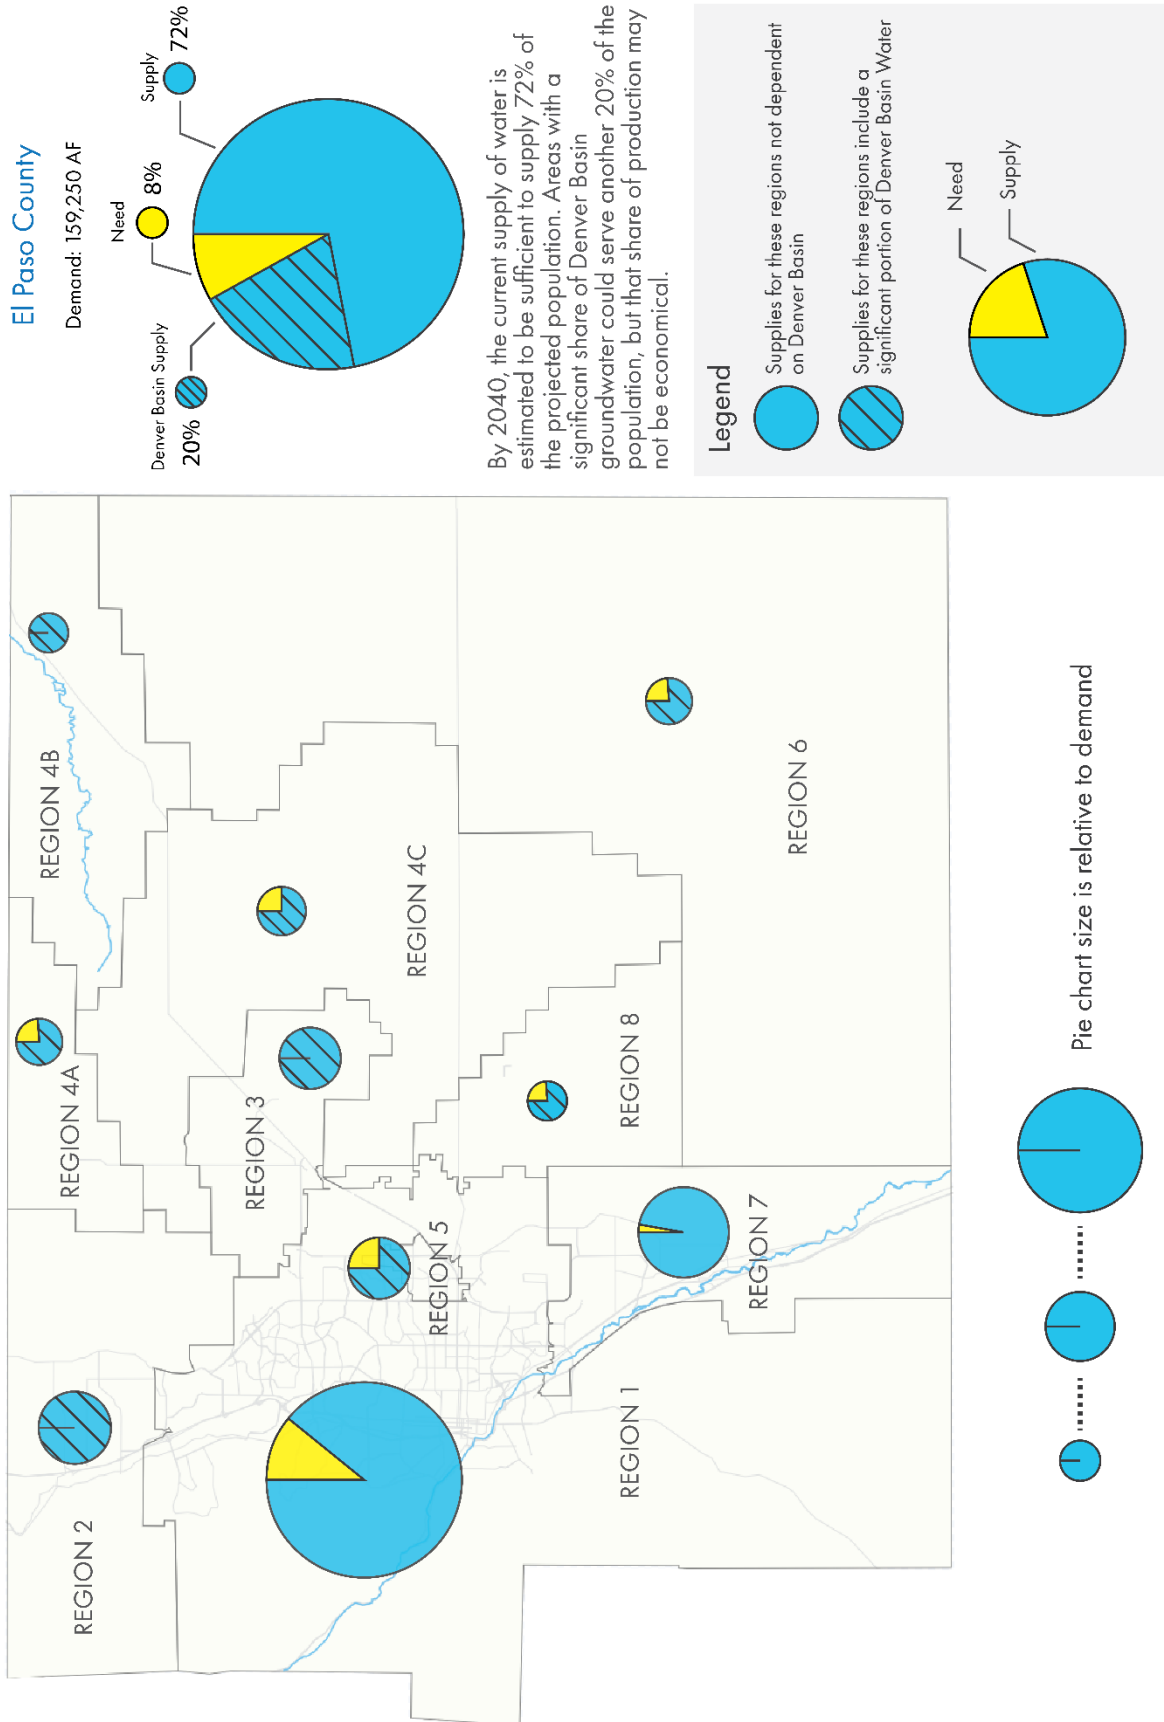 El Paso County
Demand: 159,250 AF
Denver Basin Supply
20%
Need
8%
Supply
72%
By 2040, the current supply of water is
estimated to be sufficient to supply 72% of
the projected population. Areas with a
significant share of Denver Basin
groundwater could serve another 20% of the
population, but that share of production may
not be economical.
Legend
Supplies for these regions not dependent
on Denver Basin
Supplies for these regions include a
significant portion of Denver Basin Water
Need
Supply
REGION 2
REGION 4A
REGION 4B
REGION 3
REGION 4C
REGION 5
REGION 1
REGION 8
REGION 7
REGION 6
Pie chart size is relative to demand